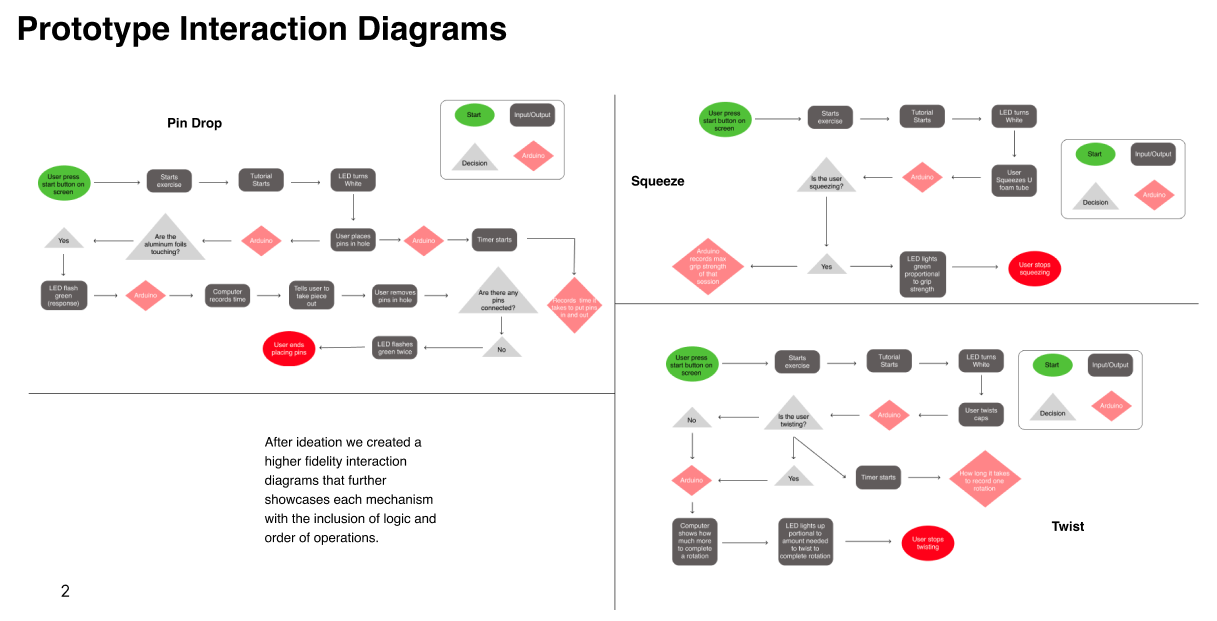 Prototype Interaction Diagrams
Pin Drop
Start
Input/Output
Decision
Arduino
User press
start button on
screen
Starts
exercise
Tutorial
Starts
LED turns
White
Yes
Are the
aluminum foils
touching?
Arduino
User places
pins in hole
Arduino
Timer starts
LED flash
green
(response)
Arduino
Computer
records time
Tells user to
take piece
out
User removes
pins in hole
Are there any
pins
connected?
Records time it
takes to put pins
in and out
User ends
placing pins
LED flashes
green twice
No
After ideation we created a
higher fidelity interaction
diagrams that further
showcases each mechanism
with the inclusion of logic and
order of operations.
2
Squeeze
User press
start button on
screen
Starts
exercise
Tutorial
Starts
LED turns
White
Start
Input/Output
Decision
Arduino
Is the user
squeezing?
Arduino
User
Squeezes U
foam tube
Arduino
records max
grip strength
of that
session
Yes
LED lights
green
proportional
to grip
strength
User stops
squeezing
User press
start button on
screen
Starts
exercise
Tutorial
Starts
LED turns
White
Start
Input/Output
Decision
Arduino
No
Is the user
twisting?
Arduino
User twists
caps
Arduino
Yes
Timer starts
How long it takes
to record one
rotation
Computer
shows how
much more
to complete
a rotation
LED lights up
portional to
amount needed
to twist to
complete rotation
User stops
twisting
Twist